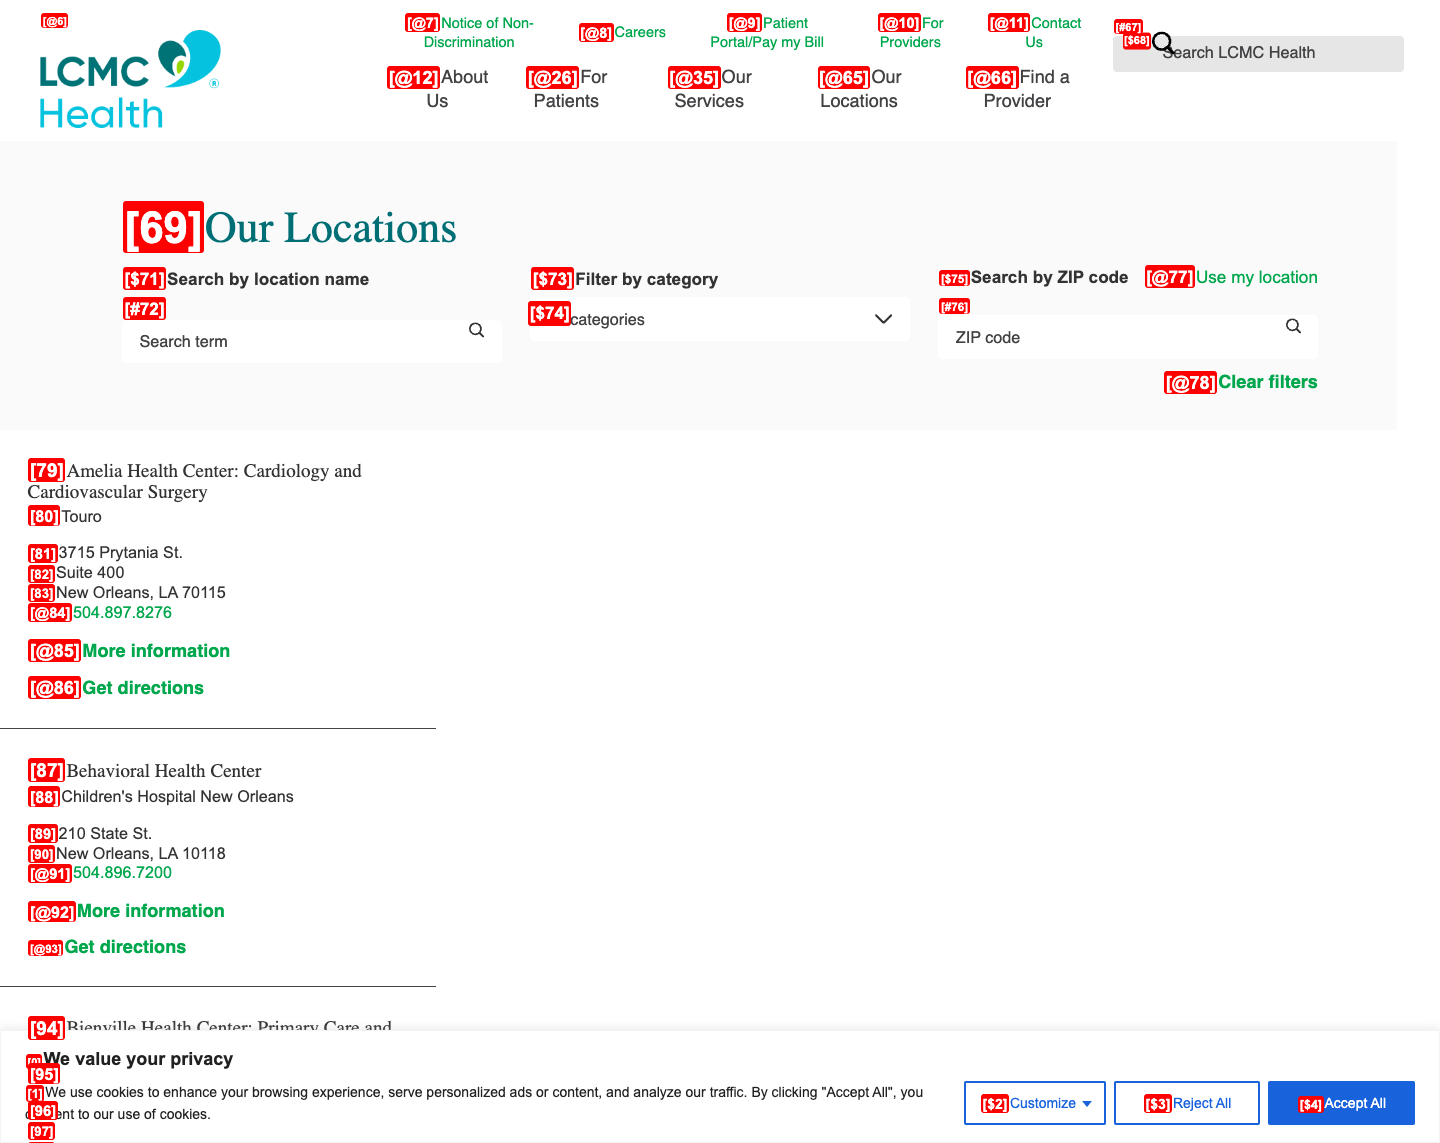 [@6]
LCMC
Health®
[@7] Notice of Non-
Discrimination
[@8] Careers
[@9] Patient
Portal/Pay my Bill
[@10] For
Providers
[@11] Contact
Us
[#67]
[$68]
Search LCMC Health
[@12] About
Us
[@26] For
Patients
[@35] Our
Services
[@65] Our
Locations
[@66] Find a
Provider
[69] Our Locations
[$71] Search by location name
[#72]
Search term
[$73] Filter by category
[$74] categories
[$75] Search by ZIP code
[@77] Use my location
[#76]
ZIP code
[@78] Clear filters
[79] Amelia Health Center: Cardiology and
Cardiovascular Surgery
[80] Touro
[81] 3715 Prytania St.
[82] Suite 400
[83] New Orleans, LA 70115
[@84] 504.897.8276
[@85] More information
[@86] Get directions
[87] Behavioral Health Center
[88] Children's Hospital New Orleans
[89] 210 State St.
[90] New Orleans, LA 10118
[@91] 504.896.7200
[@92] More information
[@93] Get directions
[94] Bienville Health Center: Primary Care and
[0] We value your privacy
[95]
[1] We use cookies to enhance your browsing experience, serve personalized ads or content, and analyze our traffic. By clicking "Accept All", you
[96] to our use of cookies.
[97]
[$2] Customize
[$3] Reject All
[$4] Accept All